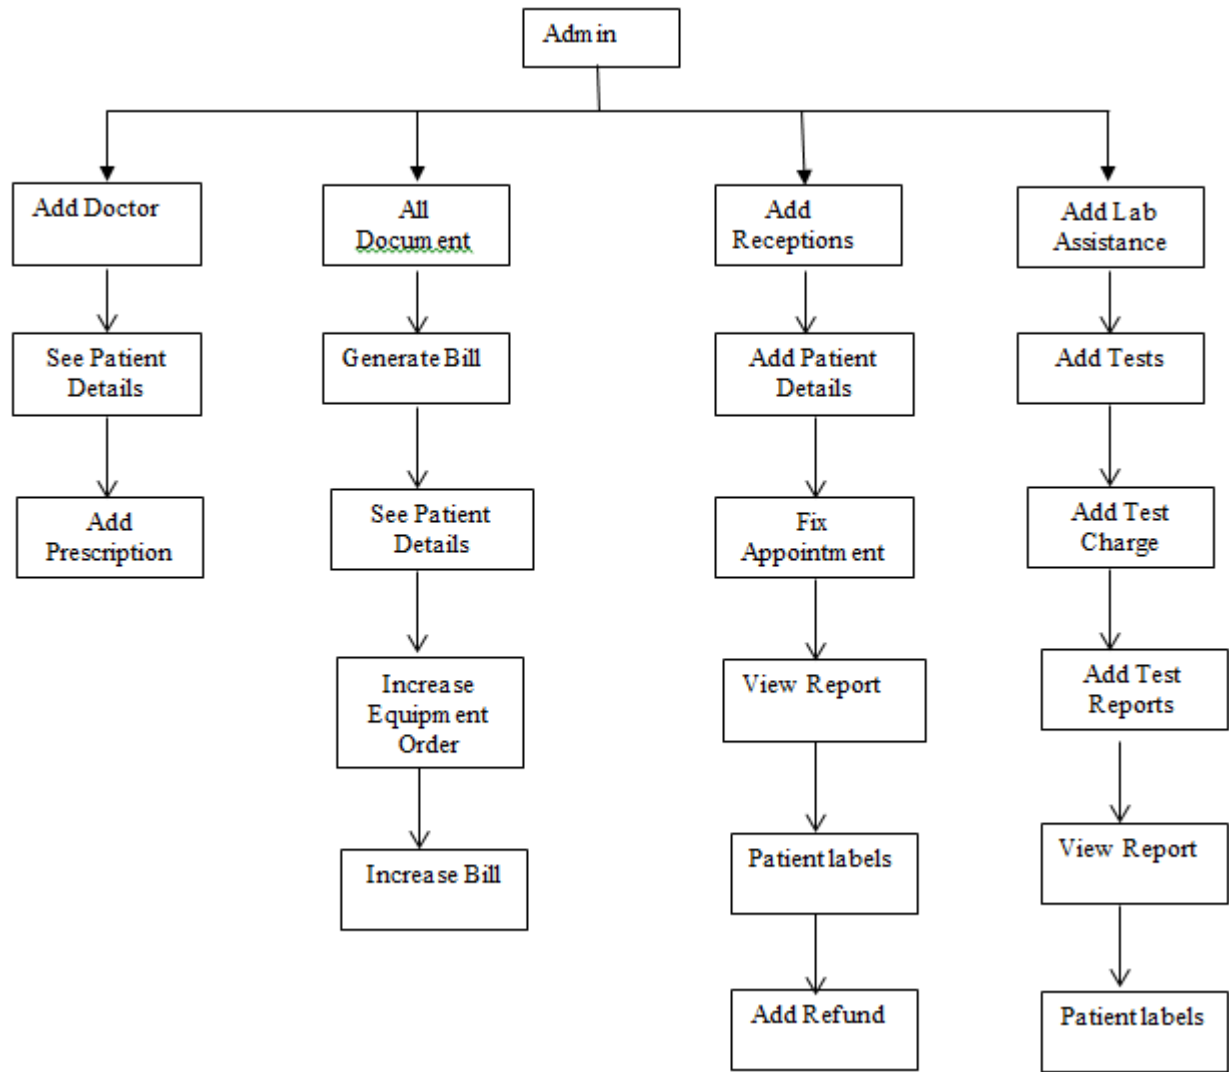 Admin
Add Doctor
All
Document
Add
Receptions
Add Lab
Assistance
See Patient
Details
Generate Bill
Add Patient
Details
Add Tests
Add
Prescription
See Patient
Details
Fix
Appointment
Add Test
Charge
Increase
Equipment
Order
View Report
Add Test
Reports
Increase Bill
Patient labels
View Report
Add Refund
Patient labels